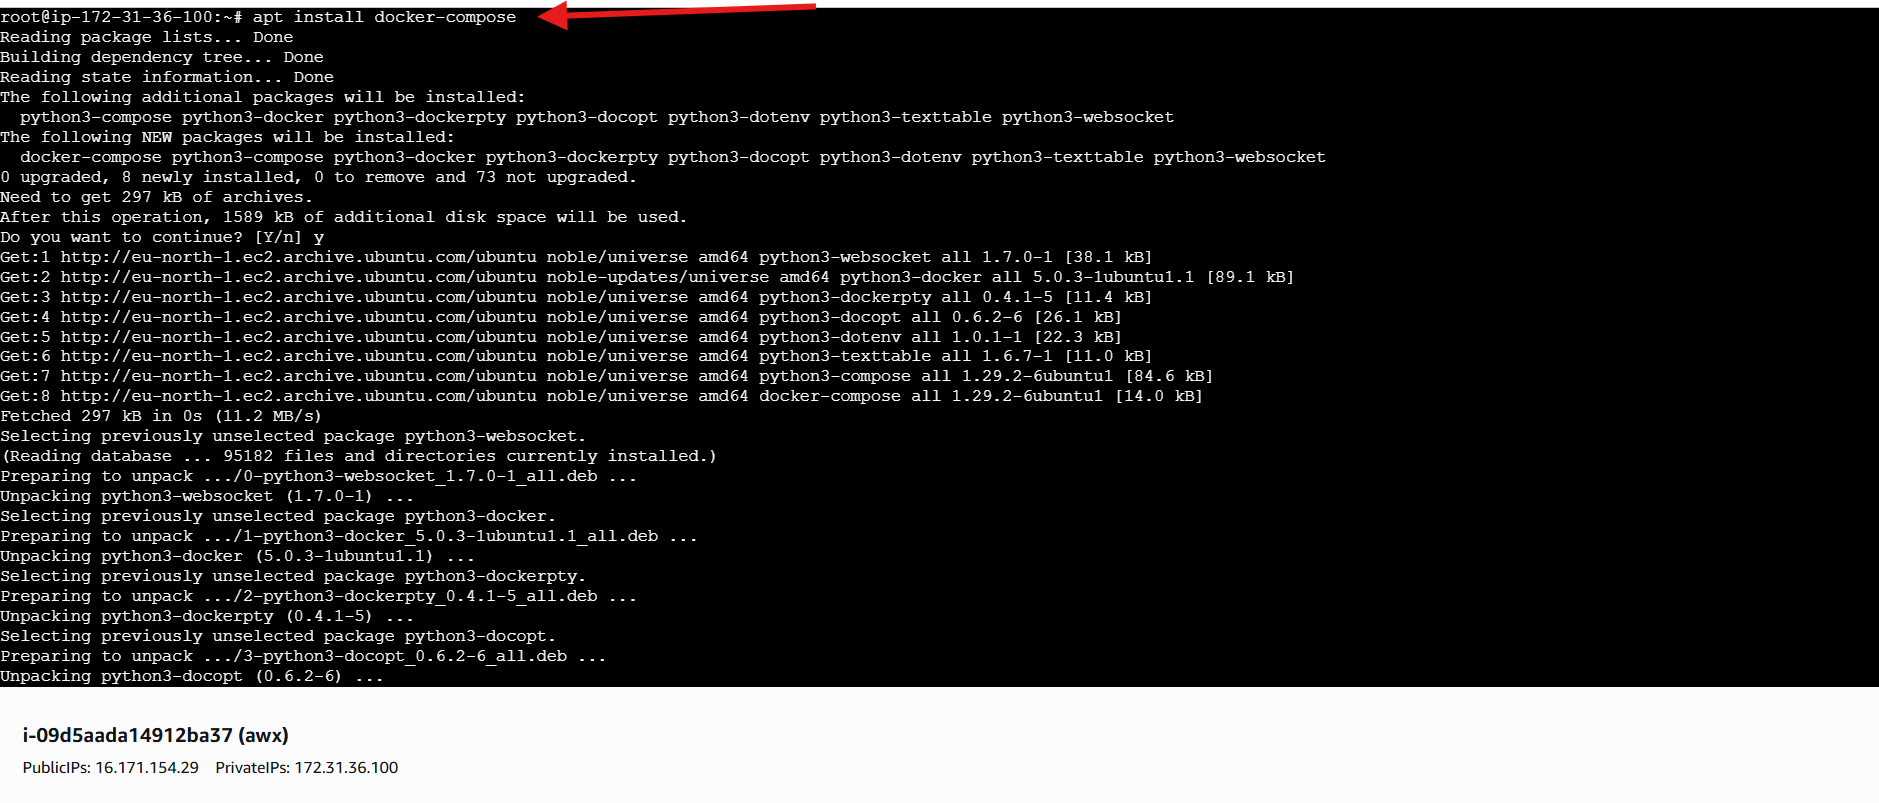 root@ip-172-31-36-100:~# apt install docker-compose
Reading package lists... Done
Building dependency tree... Done
Reading state information... Done
The following additional packages will be installed:
  python3-compose python3-docker python3-dockerpty python3-docopt python3-dotenv python3-texttable python3-websocket
The following NEW packages will be installed:
  docker-compose python3-compose python3-docker python3-dockerpty python3-docopt python3-dotenv python3-texttable python3-websocket
0 upgraded, 8 newly installed, 0 to remove and 73 not upgraded.
Need to get 297 kB of archives.
After this operation, 1589 kB of additional disk space will be used.
Do you want to continue? [Y/n] y
Get:1 http://eu-north-1.ec2.archive.ubuntu.com/ubuntu noble/universe amd64 python3-websocket all 1.7.0-1 [38.1 kB]
Get:2 http://eu-north-1.ec2.archive.ubuntu.com/ubuntu noble-updates/universe amd64 python3-docker all 5.0.3-1ubuntu1.1 [89.1 kB]
Get:3 http://eu-north-1.ec2.archive.ubuntu.com/ubuntu noble/universe amd64 python3-dockerpty all 0.4.1-5 [11.4 kB]
Get:4 http://eu-north-1.ec2.archive.ubuntu.com/ubuntu noble/universe amd64 python3-docopt all 0.6.2-6 [26.1 kB]
Get:5 http://eu-north-1.ec2.archive.ubuntu.com/ubuntu noble/universe amd64 python3-dotenv all 1.0.1-1 [22.3 kB]
Get:6 http://eu-north-1.ec2.archive.ubuntu.com/ubuntu noble/universe amd64 python3-texttable all 1.6.7-1 [11.0 kB]
Get:7 http://eu-north-1.ec2.archive.ubuntu.com/ubuntu noble/universe amd64 python3-compose all 1.29.2-6ubuntu1 [84.6 kB]
Get:8 http://eu-north-1.ec2.archive.ubuntu.com/ubuntu noble/universe amd64 docker-compose all 1.29.2-6ubuntu1 [14.0 kB]
Fetched 297 kB in 0s (11.2 MB/s)
Selecting previously unselected package python3-websocket.
(Reading database ... 95182 files and directories currently installed.)
Preparing to unpack .../0-python3-websocket_1.7.0-1_all.deb ...
Unpacking python3-websocket (1.7.0-1) ...
Selecting previously unselected package python3-docker.
Preparing to unpack .../1-python3-docker_5.0.3-1ubuntu1.1_all.deb ...
Unpacking python3-docker (5.0.3-1ubuntu1.1) ...
Selecting previously unselected package python3-dockerpty.
Preparing to unpack .../2-python3-dockerpty_0.4.1-5_all.deb ...
Unpacking python3-dockerpty (0.4.1-5) ...
Selecting previously unselected package python3-docopt.
Preparing to unpack .../3-python3-docopt_0.6.2-6_all.deb ...
Unpacking python3-docopt (0.6.2-6) ...
i-09d5aada14912ba37 (awx)
PublicIPs: 16.171.154.29 PrivateIPs: 172.31.36.100